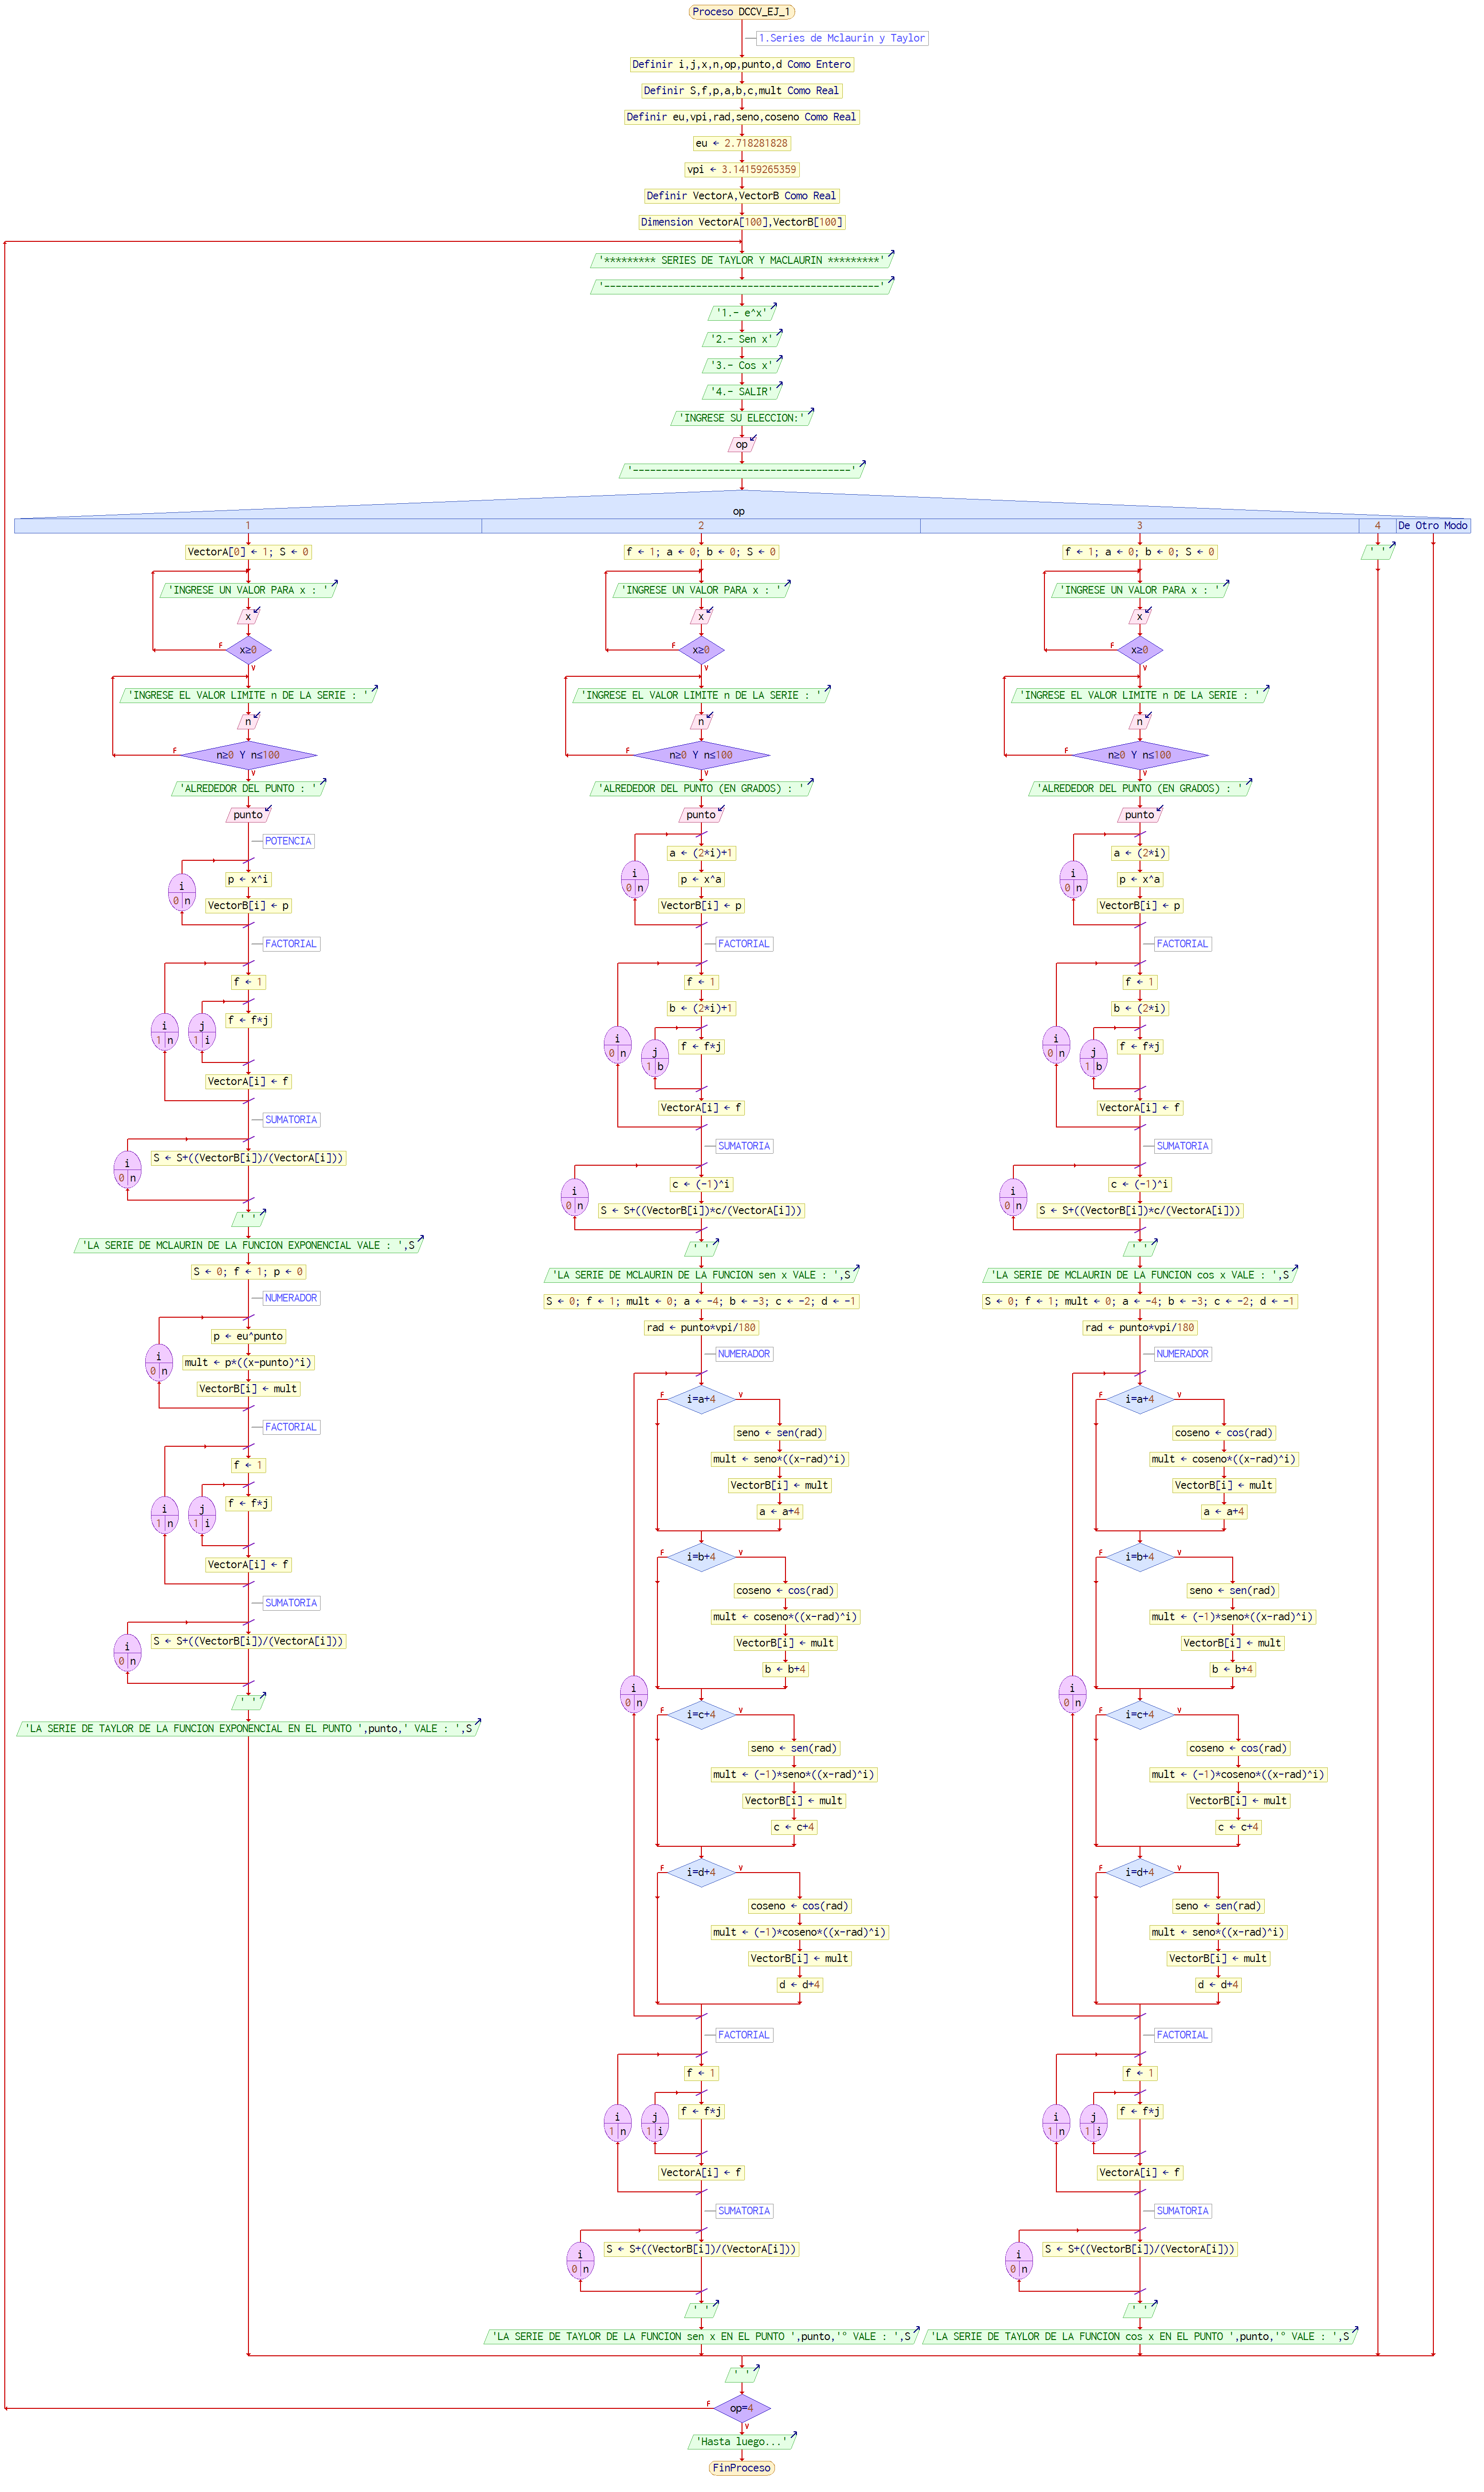 Proceso DCCV_EJ_1
1.Series de Mclaurin y Taylor
Definir i,j,x,n,op,punto,d Como Entero
Definir S,f,p,a,b,c,mult Como Real
Definir eu,vpi,rad,seno,coseno Como Real
eu ← 2.718281828
vpi ← 3.14159265359
Definir VectorA,VectorB Como Real
Dimension VectorA[100],VectorB[100]
'********* SERIES DE TAYLOR Y MACLAURIN *********'
'------------------------------------------------'
'1.- e^x'
'2.- Sen x'
'3.- Cos x'
'4.- SALIR'
'INGRESE SU ELECCION:'
op
'--------------------------------------'
op
1
VectorA[0] ← 1; S ← 0
'INGRESE UN VALOR PARA x : '
x
x≥0
F
V
'INGRESE EL VALOR LIMITE n DE LA SERIE : '
n
n≥0 Y n≤100
F
V
'ALREDEDOR DEL PUNTO : '
punto
POTENCIA
i
0 n
p ← x^i
VectorB[i] ← p
FACTORIAL
i
1 n
f ← 1
j
1 i
f ← f*j
VectorA[i] ← f
SUMATORIA
i
0 n
S ← S+((VectorB[i])/(VectorA[i]))
' '
'LA SERIE DE MCLAURIN DE LA FUNCION EXPONENCIAL VALE : ',S
S ← 0; f ← 1; p ← 0
NUMERADOR
i
0 n
p ← eu^punto
mult ← p*((x-punto)^i)
VectorB[i] ← mult
FACTORIAL
i
1 n
f ← 1
j
1 i
f ← f*j
VectorA[i] ← f
SUMATORIA
i
0 n
S ← S+((VectorB[i])/(VectorA[i]))
' '
'LA SERIE DE TAYLOR DE LA FUNCION EXPONENCIAL EN EL PUNTO ',punto,' VALE : ',S
2
f ← 1; a ← 0; b ← 0; S ← 0
'INGRESE UN VALOR PARA x : '
x
x≥0
F
V
'INGRESE EL VALOR LIMITE n DE LA SERIE : '
n
n≥0 Y n≤100
F
V
'ALREDEDOR DEL PUNTO (EN GRADOS) : '
punto
i
0 n
a ← (2*i)+1
p ← x^a
VectorB[i] ← p
FACTORIAL
i
0 n
f ← 1
b ← (2*i)+1
j
1 b
f ← f*j
VectorA[i] ← f
SUMATORIA
i
0 n
c ← (-1)^i
S ← S+((VectorB[i])*c/(VectorA[i]))
' '
'LA SERIE DE MCLAURIN DE LA FUNCION sen x VALE : ',S
S ← 0; f ← 1; mult ← 0; a ← -4; b ← -3; c ← -2; d ← -1
rad ← punto*vpi/180
NUMERADOR
i
0 n
i=a+4
F
V
seno ← sen(rad)
mult ← seno*((x-rad)^i)
VectorB[i] ← mult
a ← a+4
i=b+4
F
V
coseno ← cos(rad)
mult ← coseno*((x-rad)^i)
VectorB[i] ← mult
b ← b+4
i=c+4
F
V
seno ← sen(rad)
mult ← (-1)*seno*((x-rad)^i)
VectorB[i] ← mult
c ← c+4
i=d+4
F
V
coseno ← cos(rad)
mult ← (-1)*coseno*((x-rad)^i)
VectorB[i] ← mult
d ← d+4
FACTORIAL
i
1 n
f ← 1
j
1 i
f ← f*j
VectorA[i] ← f
SUMATORIA
i
0 n
S ← S+((VectorB[i])/(VectorA[i]))
' '
'LA SERIE DE TAYLOR DE LA FUNCION sen x EN EL PUNTO ',punto,'° VALE : ',S
3
f ← 1; a ← 0; b ← 0; S ← 0
'INGRESE UN VALOR PARA x : '
x
x≥0
F
V
'INGRESE EL VALOR LIMITE n DE LA SERIE : '
n
n≥0 Y n≤100
F
V
'ALREDEDOR DEL PUNTO (EN GRADOS) : '
punto
i
0 n
a ← (2*i)
p ← x^a
VectorB[i] ← p
FACTORIAL
i
0 n
f ← 1
b ← (2*i)
j
1 b
f ← f*j
VectorA[i] ← f
SUMATORIA
i
0 n
c ← (-1)^i
S ← S+((VectorB[i])*c/(VectorA[i]))
' '
'LA SERIE DE MCLAURIN DE LA FUNCION cos x VALE : ',S
S ← 0; f ← 1; mult ← 0; a ← -4; b ← -3; c ← -2; d ← -1
rad ← punto*vpi/180
NUMERADOR
i
0 n
i=a+4
F
V
coseno ← cos(rad)
mult ← coseno*((x-rad)^i)
VectorB[i] ← mult
a ← a+4
i=b+4
F
V
seno ← sen(rad)
mult ← (-1)*seno*((x-rad)^i)
VectorB[i] ← mult
b ← b+4
i=c+4
F
V
coseno ← cos(rad)
mult ← (-1)*coseno*((x-rad)^i)
VectorB[i] ← mult
c ← c+4
i=d+4
F
V
seno ← sen(rad)
mult ← seno*((x-rad)^i)
VectorB[i] ← mult
d ← d+4
FACTORIAL
i
1 n
f ← 1
j
1 i
f ← f*j
VectorA[i] ← f
SUMATORIA
i
0 n
S ← S+((VectorB[i])/(VectorA[i]))
' '
'LA SERIE DE TAYLOR DE LA FUNCION cos x EN EL PUNTO ',punto,'° VALE : ',S
4
' '
De Otro Modo
' '
op=4
F
V
'Hasta luego...'
FinProceso